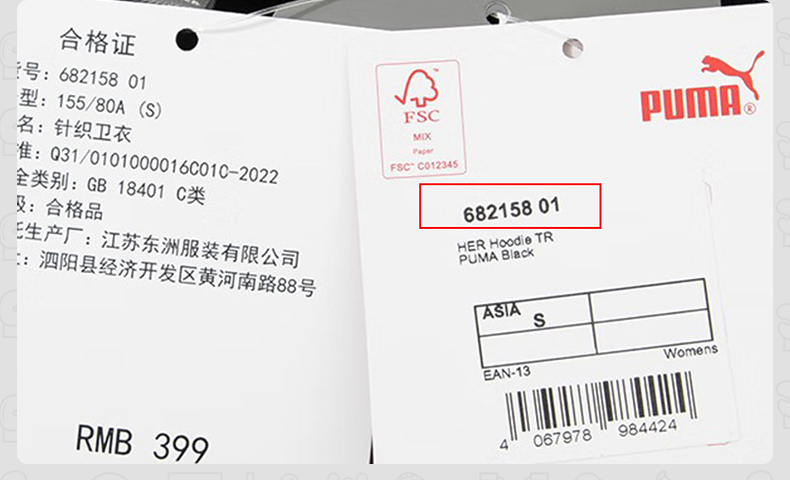 合格证
号: 682158 01
型: 155/80A (S)
名: 针织卫衣
准: Q31/0101000016C010-2022
全类别: GB 18401 C类
级: 合格品
托生产厂: 江苏东洲服装有限公司
址: 泗阳县经济开发区黄河南路88号
RMB 399
FSC
MIX
Paper
FSC™ C012345
PUMA®
682158 01
HER Hoodie TR
PUMA Black
ASIA
S
Womens
EAN-13
4 067978 984424